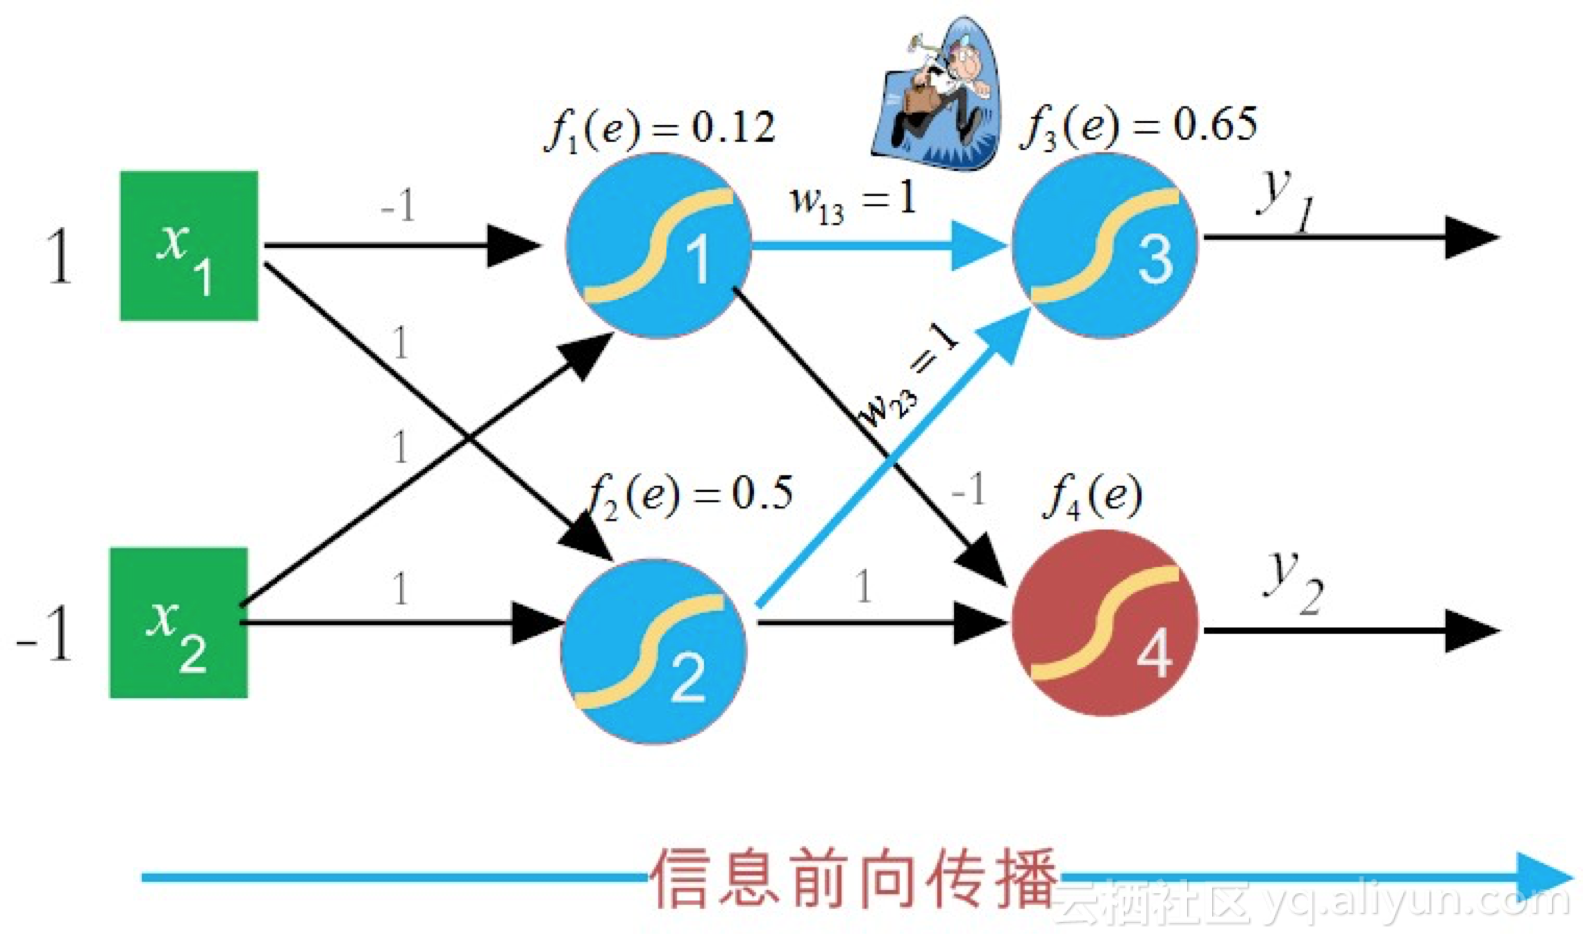 f1(e) = 0.12
f3(e) = 0.65
1
x1
-1
w13 = 1
1
3
y1
1
w23 = 1
1
f2(e) = 0.5
-1
f4(e)
-1
x2
1
2
1
4
y2
信息前向传播
云栖社区 yq.aliyun.com